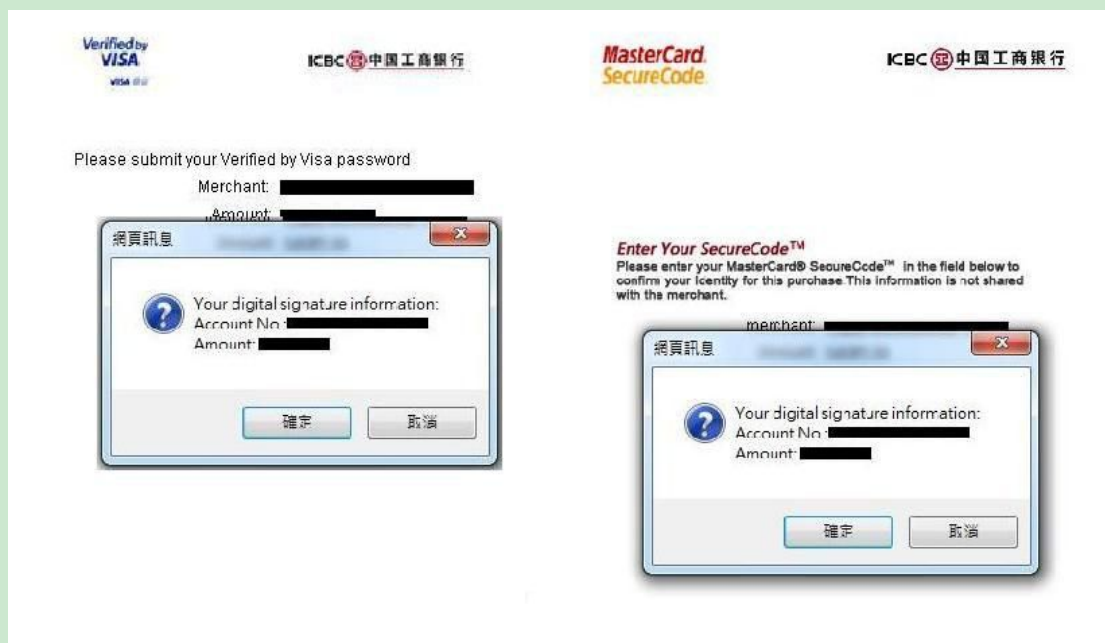 Verified by
VISA
VISA
ICBC 中国工商银行
Please submit your Verified by Visa password
Merchant:
Amount:
網頁訊息
Your digital signature information:
Account No.:
Amount:
確定
取消
MasterCard.
SecureCode.
ICBC 中国工商银行
Enter Your SecureCode™
Please enter your MasterCard® SecureCode™ in the field below to
confirm your identity for this purchase.This information is not shared
with the merchant.
merchant:
網頁訊息
Your digital signature information:
Account No.:
Amount:
確定
取消